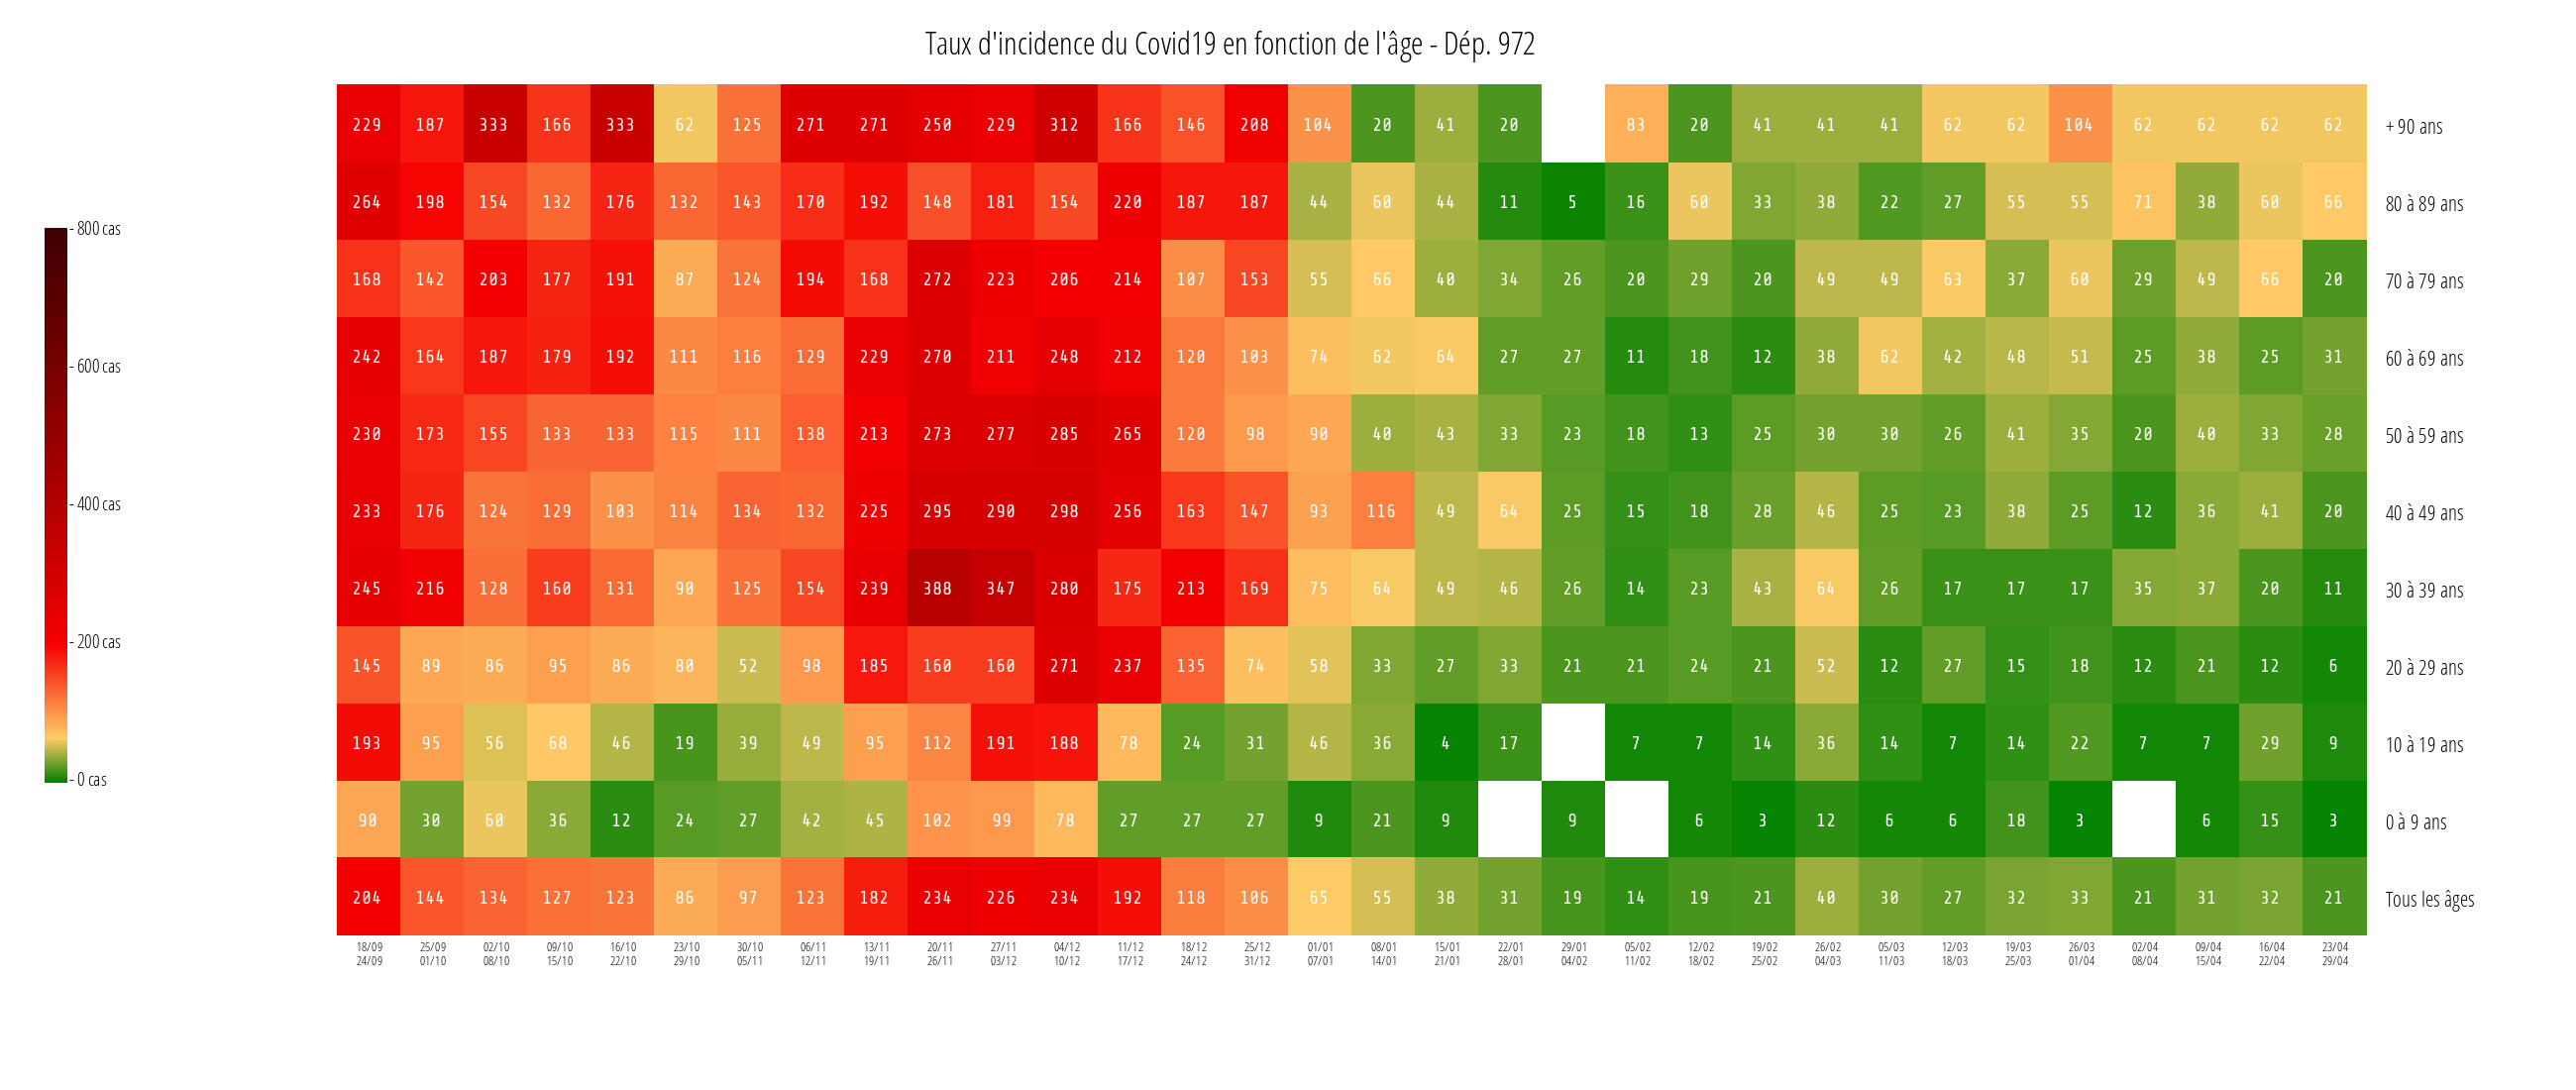 Taux d'incidence du Covid19 en fonction de l'âge - Dép. 972
229 187 333 166 333 62 125 271 271 250 229 312 166 146 208 104 20 41 20 83 20 41 41 41 62 62 104 62 62 62 62 + 90 ans
264 198 154 132 176 132 143 170 192 148 181 154 220 187 187 44 60 44 11 5 16 60 33 38 22 27 55 55 71 38 60 66 80 à 89 ans
- 800 cas
168 142 203 177 191 87 124 194 168 272 223 206 214 107 153 55 66 40 34 26 20 29 20 49 49 63 37 60 29 49 66 20 70 à 79 ans
242 164 187 179 192 111 116 129 229 270 211 248 212 120 103 74 62 64 27 27 11 18 12 38 62 42 48 51 25 38 25 31 60 à 69 ans
- 600 cas
230 173 155 133 133 115 111 138 213 273 277 285 265 120 98 90 40 43 33 23 18 13 25 30 30 26 41 35 20 40 33 28 50 à 59 ans
- 400 cas
233 176 124 129 103 114 134 132 225 295 290 298 256 163 147 93 116 49 64 25 15 18 28 46 25 23 38 25 12 36 41 20 40 à 49 ans
245 216 128 160 131 90 125 154 239 388 347 280 175 213 169 75 64 49 46 26 14 23 43 64 26 17 17 17 35 37 20 11 30 à 39 ans
- 200 cas
145 89 86 95 86 80 52 98 185 160 160 271 237 135 74 58 33 27 33 21 21 24 21 52 12 27 15 18 12 21 12 6 20 à 29 ans
193 95 56 68 46 19 39 49 95 112 191 188 78 24 31 46 36 4 17 7 7 14 36 14 7 14 22 7 7 29 9 10 à 19 ans
- 0 cas
90 30 60 36 12 24 27 42 45 102 99 78 27 27 27 9 21 9 9 6 3 12 6 6 18 3 6 15 3 0 à 9 ans
204 144 134 127 123 86 97 123 182 234 226 234 192 118 106 65 55 38 31 19 14 19 21 40 30 27 32 33 21 31 32 21 Tous les âges
18/09 25/09 02/10 09/10 16/10 23/10 30/10 06/11 13/11 20/11 27/11 04/12 11/12 18/12 25/12 01/01 08/01 15/01 22/01 29/01 05/02 12/02 19/02 26/02 05/03 12/03 19/03 26/03 02/04 09/04 16/04 23/04
24/09 01/10 08/10 15/10 22/10 29/10 05/11 12/11 19/11 26/11 03/12 10/12 17/12 24/12 31/12 07/01 14/01 21/01 28/01 04/02 11/02 18/02 25/02 04/03 11/03 18/03 25/03 01/04 08/04 15/04 22/04 29/04